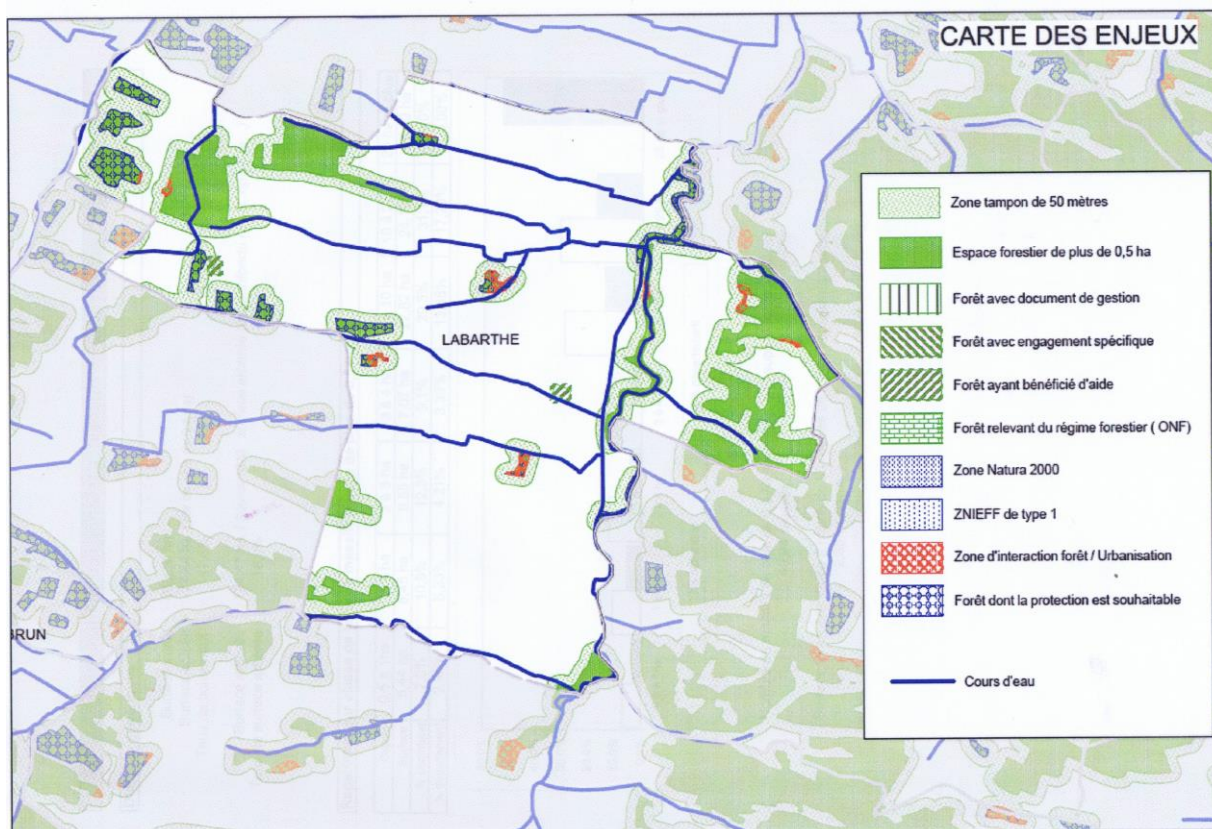 CARTE DES ENJEUX
Zone tampon de 50 mètres
Espace forestier de plus de 0,5 ha
Forêt avec document de gestion
Forêt avec engagement spécifique
Forêt ayant bénéficié d'aide
Forêt relevant du régime forestier ( ONF)
Zone Natura 2000
ZNIEFF de type 1
Zone d'interaction forêt / Urbanisation
Forêt dont la protection est souhaitable
Cours d'eau
LABARTHE
BRUN